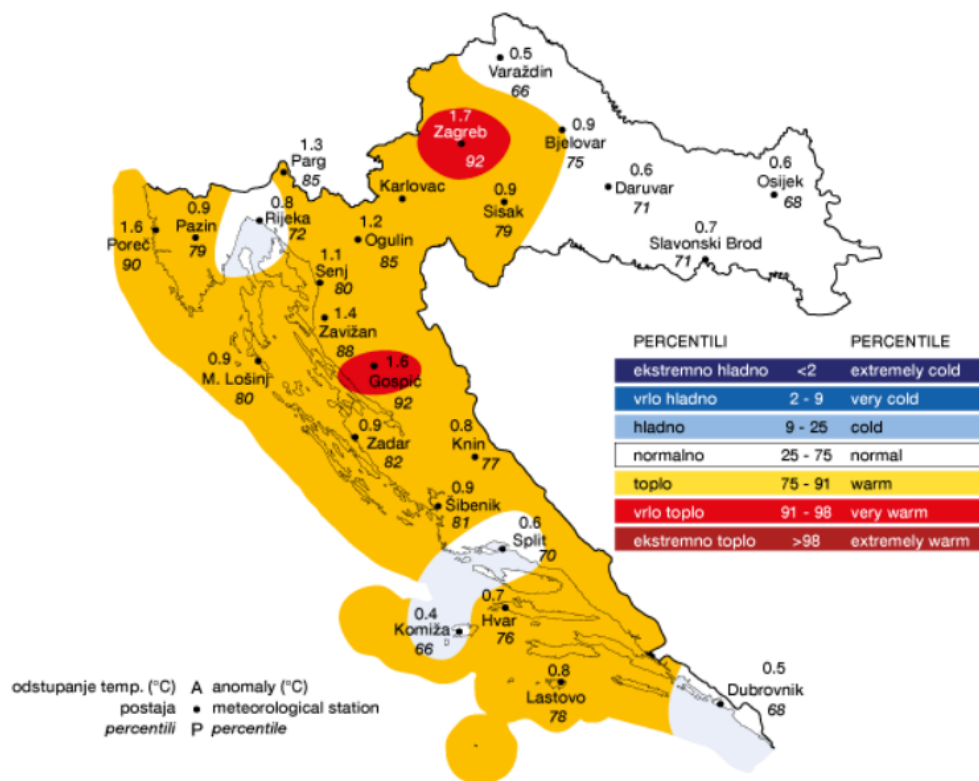 0.5
Varaždin
66
1.7
Zagreb
92
0.9
Bjelovar
75
1.3
Parg
85
Karlovac
0.6
Daruvar
71
0.6
Osijek
68
0.9
Sisak
79
0.8
Rijeka
72
0.9
Pazin
79
1.6
Poreč
90
1.2
Ogulin
85
0.7
Slavonski Brod
71
1.1
Senj
80
1.4
Zavižan
88
0.9
M. Lošinj
80
1.6
Gospić
92
0.9
Zadar
82
0.8
Knin
77
0.9
Šibenik
81
0.6
Split
70
0.4
Komiža
66
0.7
Hvar
76
0.8
Lastovo
78
0.5
Dubrovnik
68
PERCENTILI PERCENTILE
ekstremno hladno <2 extremely cold
vrlo hladno 2 - 9 very cold
hladno 9 - 25 cold
normalno 25 - 75 normal
toplo 75 - 91 warm
vrlo toplo 91 - 98 very warm
ekstremno toplo >98 extremely warm
odstupanje temp. (°C) A anomaly (°C)
postaja • meteorological station
percentili P percentile